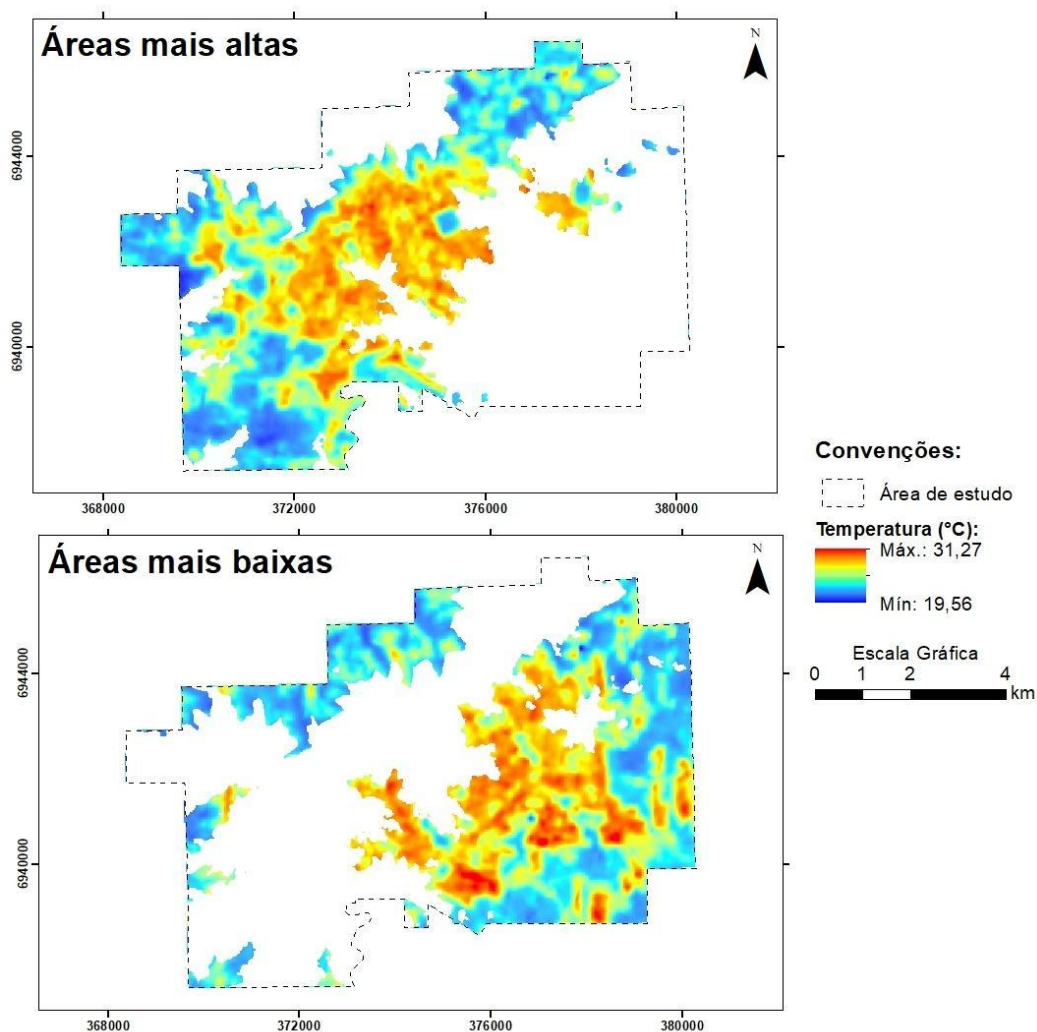 Áreas mais altas
N
6944000
6940000
368000
372000
376000
380000
Áreas mais baixas
N
6944000
6940000
368000
372000
376000
380000
Convenções:
Área de estudo
Temperatura (°C):
Máx.: 31,27
Mín: 19,56
Escala Gráfica
0 1 2 4
km